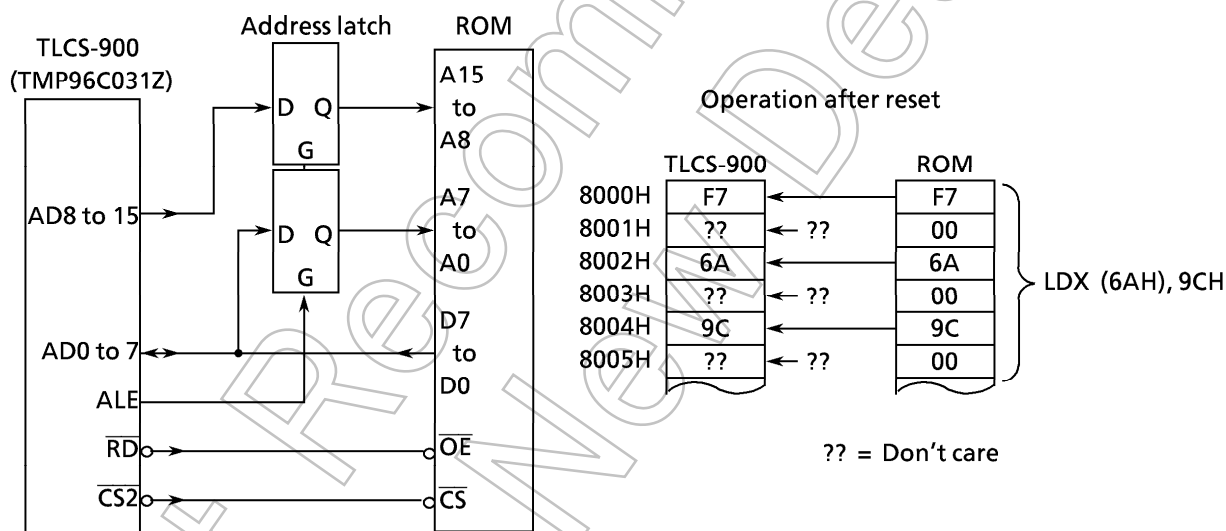 Address latch
ROM
TLCS-900
(TMP96C031Z)
D Q
G
D Q
G
AD8 to 15
AD0 to 7
ALE
RD
CS2
A15
to
A8
A7
to
A0
D7
to
D0
OE
CS
Operation after reset
TLCS-900 ROM
8000H F7 F7
8001H ?? ?? 00
8002H 6A 6A
8003H ?? ?? 00
8004H 9C 9C
8005H ?? ?? 00
LDX (6AH), 9CH
?? = Don't care